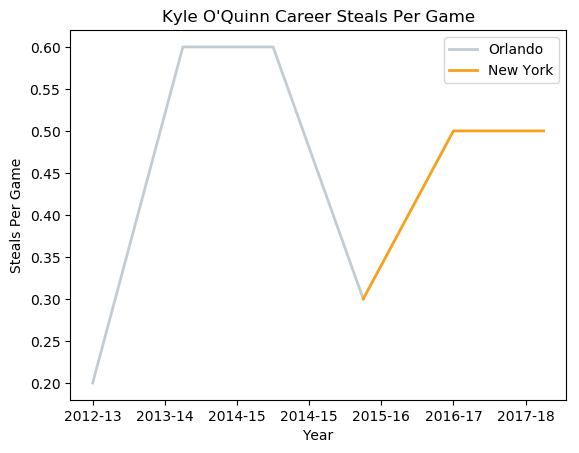 Kyle O'Quinn Career Steals Per Game
Orlando
New York
Steals Per Game
0.60
0.55
0.50
0.45
0.40
0.35
0.30
0.25
0.20
2012-13 2013-14 2014-15 2014-15 2015-16 2016-17 2017-18
Year